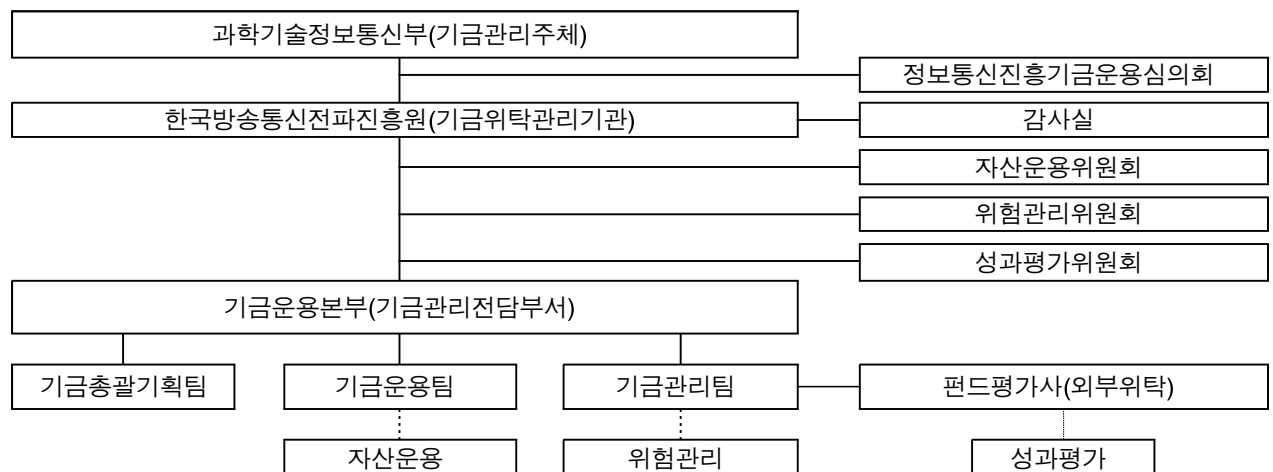 과학기술정보통신부(기금관리주체)
정보통신진흥기금운용심의회
한국방송통신전파진흥원(기금위탁관리기관)
감사실
자산운용위원회
위험관리위원회
성과평가위원회
기금운용본부(기금관리전담부서)
기금총괄기획팀
기금운용팀
기금관리팀
펀드평가사(외부위탁)
자산운용
위험관리
성과평가